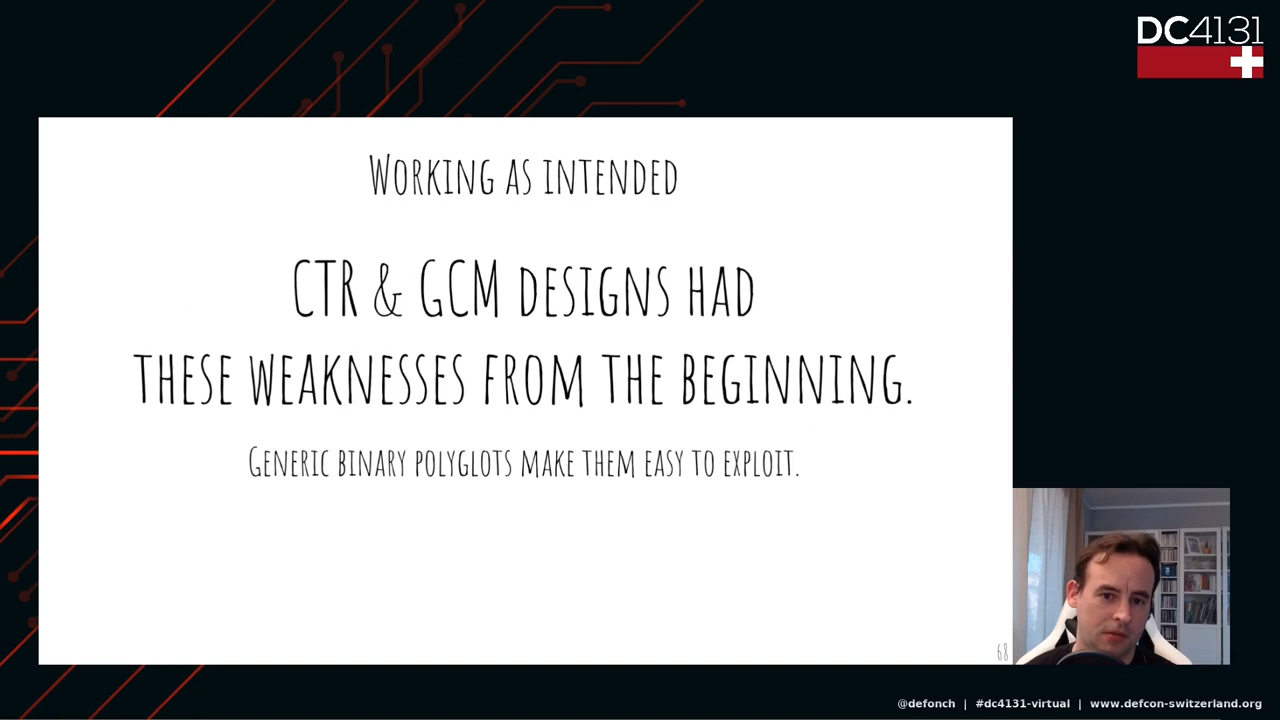 DC4131
Working as intended
CTR & GCM designs had
these weaknesses from the beginning.
Generic binary polyglots make them easy to exploit.
68
@defonch | #dc4131-virtual | www.defcon-switzerland.org